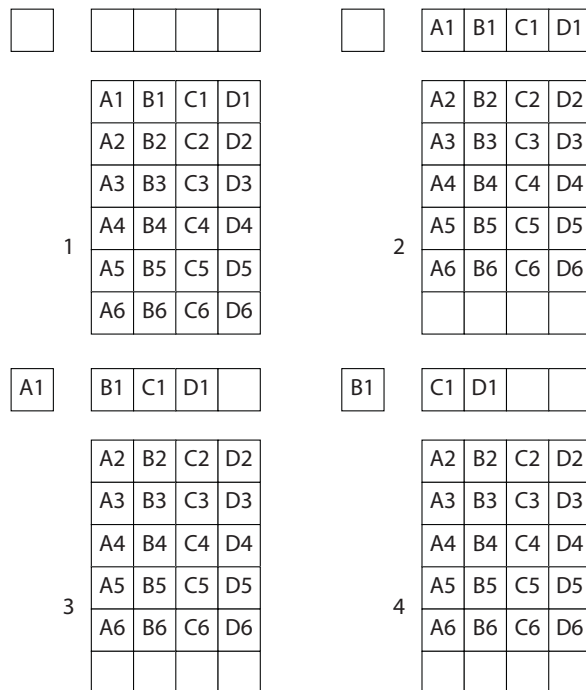 A1 B1 C1 D1
A2 B2 C2 D2
A3 B3 C3 D3
A4 B4 C4 D4
1
A5 B5 C5 D5
A6 B6 C6 D6
A1 B1 C1 D1
A2 B2 C2 D2
A3 B3 C3 D3
A4 B4 C4 D4
A5 B5 C5 D5
2
A6 B6 C6 D6
A1 B1 C1 D1
A2 B2 C2 D2
A3 B3 C3 D3
A4 B4 C4 D4
A5 B5 C5 D5
3
A6 B6 C6 D6
B1 C1 D1
A2 B2 C2 D2
A3 B3 C3 D3
A4 B4 C4 D4
A5 B5 C5 D5
4
A6 B6 C6 D6